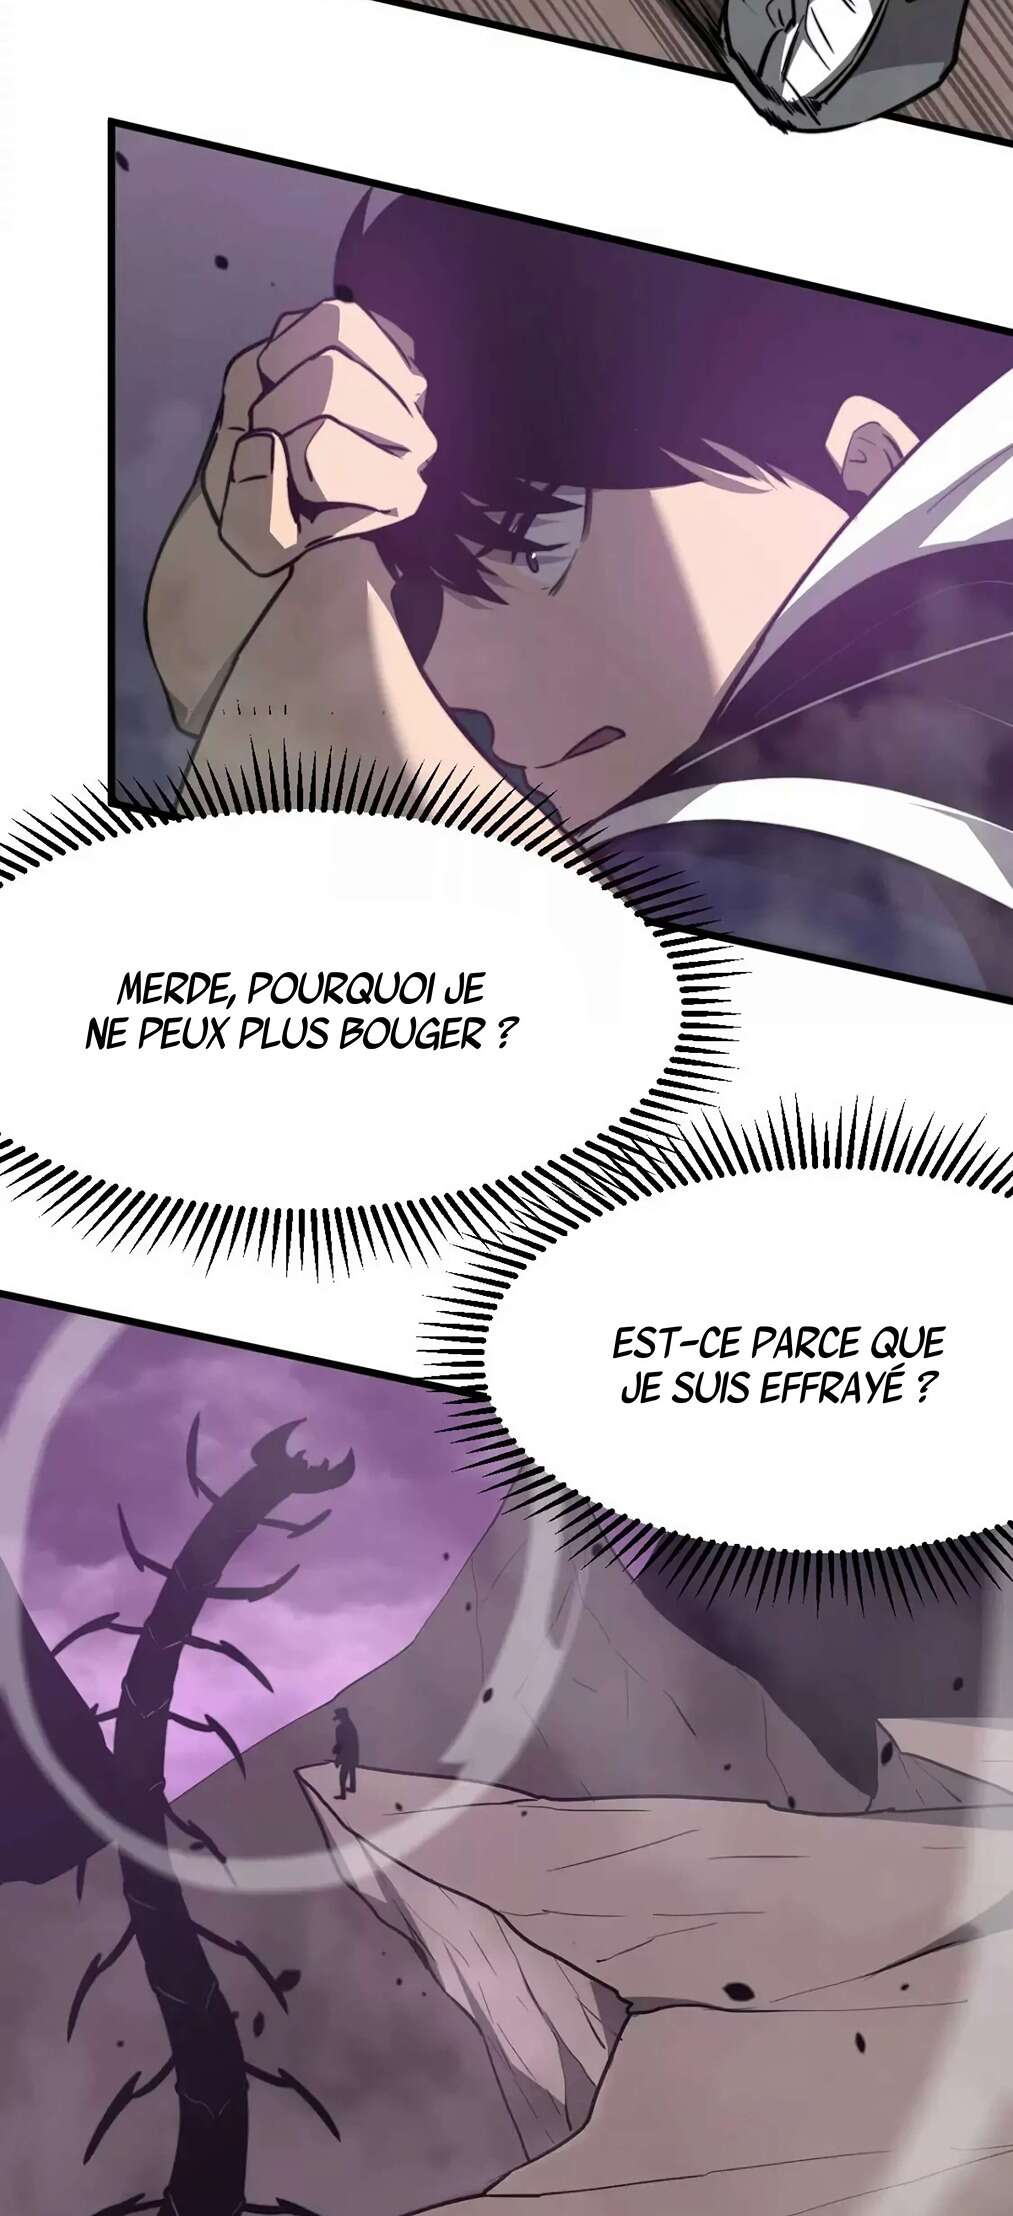 MERDE, POURQUOI JE
NE PEUX PLUS BOUGER ?
EST-CE PARCE QUE
JE SUIS EFFRAYÉ ?